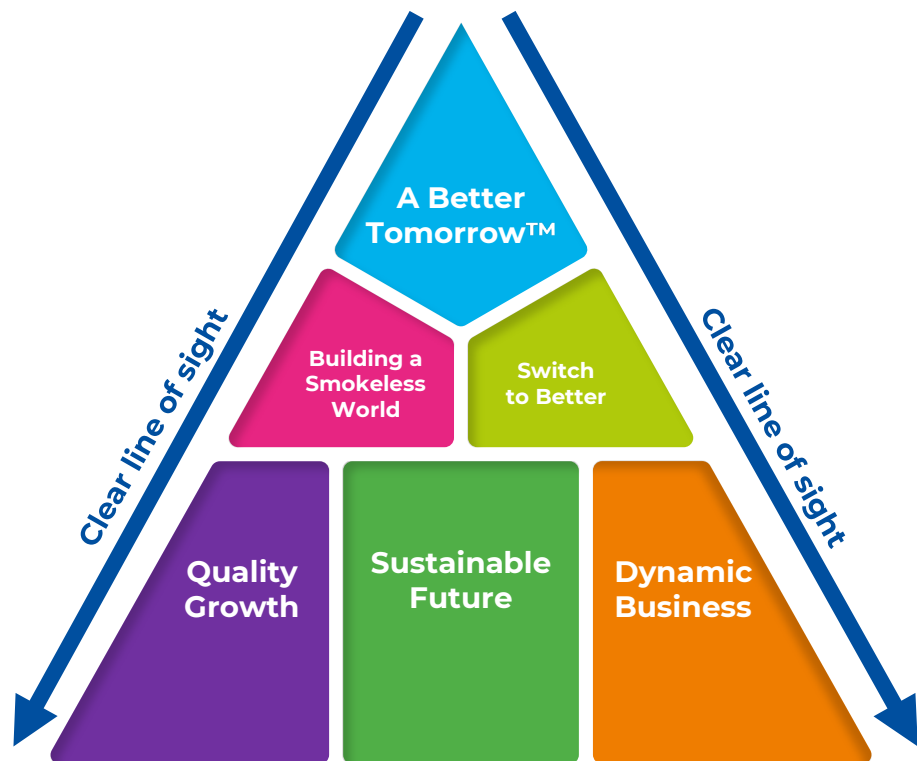 A Better
Tomorrow™
Building a
Smokeless
World
Switch
to Better
Clear line of sight
Clear line of sight
Quality
Growth
Sustainable
Future
Dynamic
Business